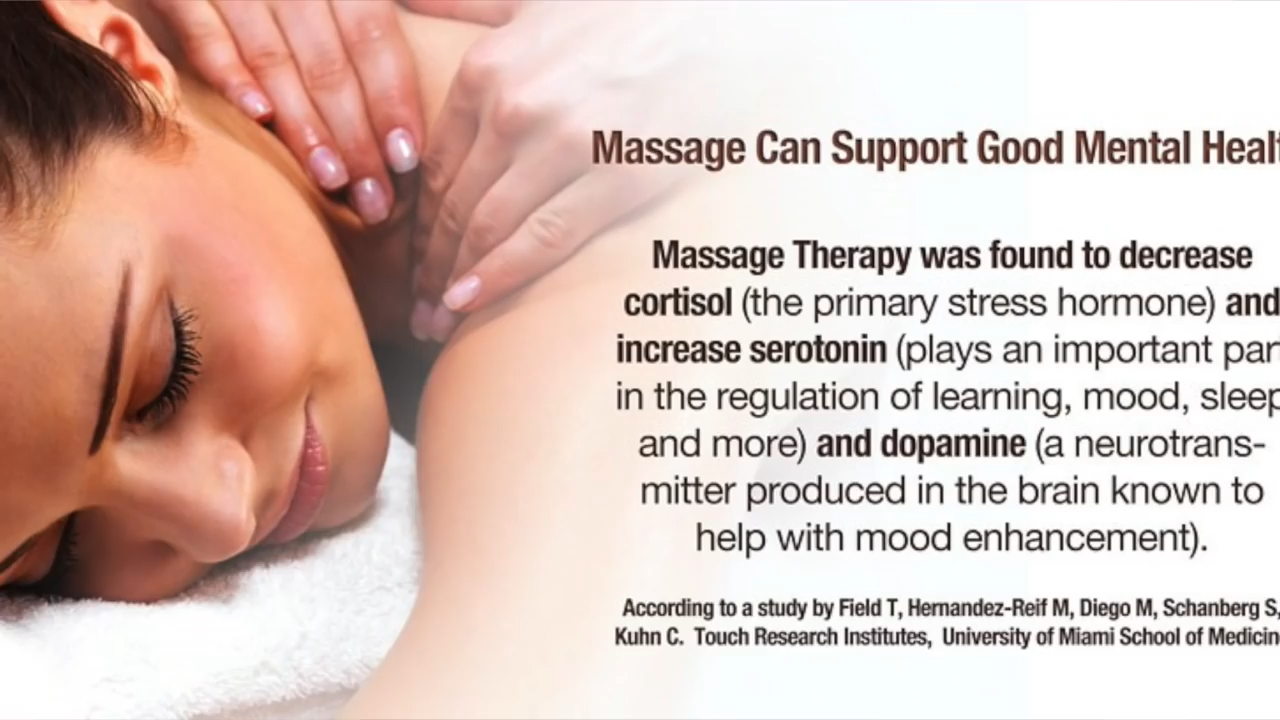 Massage Can Support Good Mental Healt
Massage Therapy was found to decrease
cortisol (the primary stress hormone) and
increase serotonin (plays an important par
in the regulation of learning, mood, sleep
and more) and dopamine (a neurotrans-
mitter produced in the brain known to
help with mood enhancement).
According to a study by Field T, Hernandez-Reif M, Diego M, Schanberg S,
Kuhn C. Touch Research Institutes, University of Miami School of Medicin